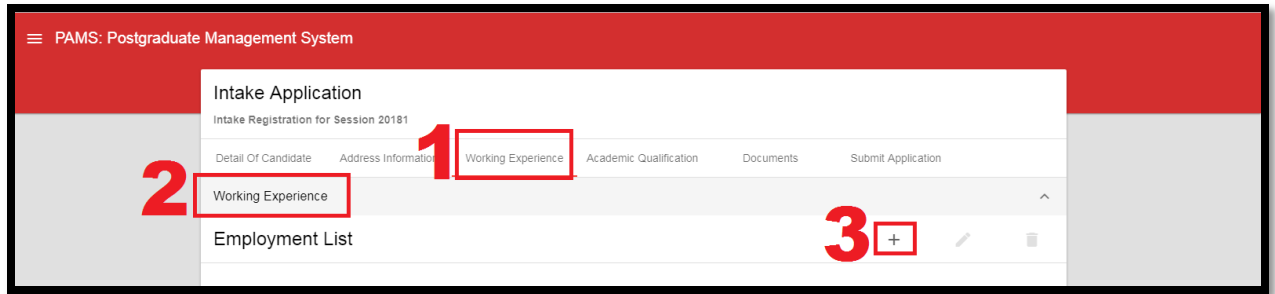 PAMS: Postgraduate Management System
Intake Application
Intake Registration for Session 20181
1
Detail Of Candidate Address Information Working Experience Academic Qualification Documents Submit Application
2
Working Experience
Employment List
3
+